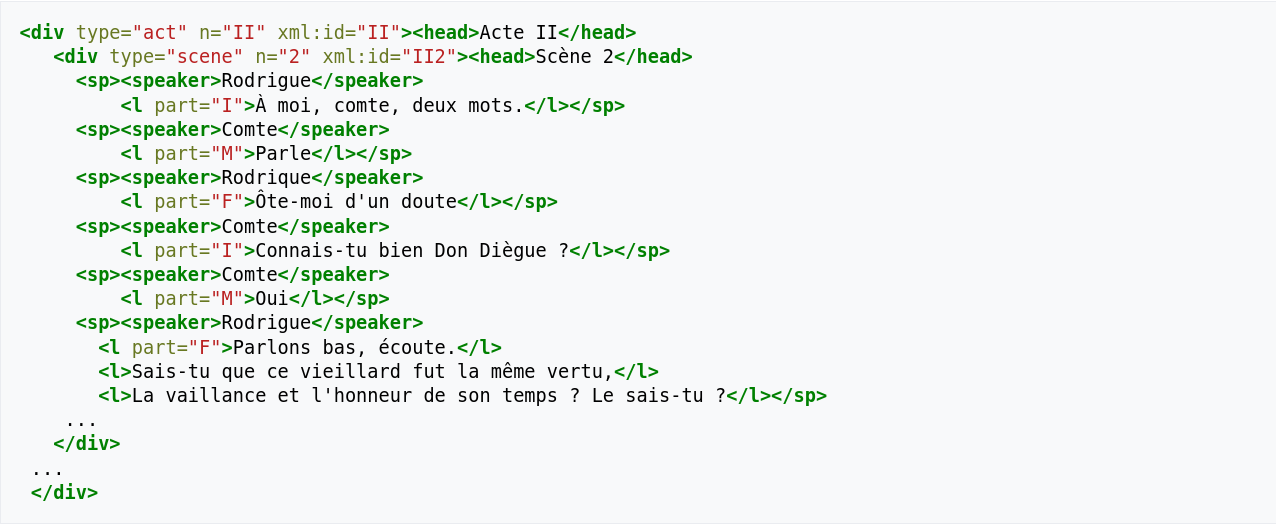 <div type="act" n="II" xml:id="II"><head>Acte II</head>
<div type="scene" n="2" xml:id="II2"><head>Scène 2</head>
<sp><speaker>Rodrigue</speaker>
<l part="I">À moi, comte, deux mots.</l></sp>
<sp><speaker>Comte</speaker>
<l part="M">Parle</l></sp>
<sp><speaker>Rodrique</speaker>
<l part="F">Ôte-moi d'un doute</l></sp>
<sp><speaker>Comte</speaker>
<l part="I">Connais-tu bien Don Diègue ?</l></sp>
<sp><speaker>Comte</speaker>
<l part="M">Oui</l></sp>
<sp><speaker>Rodrigue</speaker>
<l part="F">Parlons bas, écoute.</l>
<l>Sais-tu que ce vieillard fut la même vertu,</l>
<l>La vaillance et l'honneur de son temps ? Le sais-tu ?</l></sp>
...
</div>
...
</div>